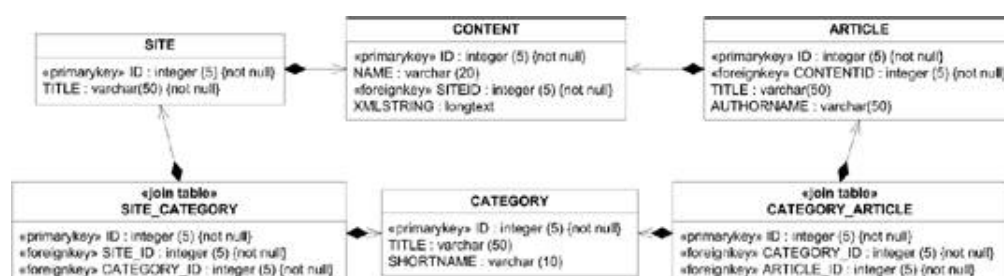 SITE
«primarykey» ID : integer (5) {not null}
TITLE : varchar(50) {not null}
CONTENT
«primarykey» ID : integer (5) {not null}
NAME : varchar (20)
«foreignkey» SITEID : integer (5) {not null}
XMLSTRING : longtext
ARTICLE
«primarykey» ID : integer (5) {not null}
«foreignkey» CONTENTID : integer (5) {not null}
TITLE : varchar(50)
AUTHORNAME : varchar(50)
«join table»
SITE_CATEGORY
«primarykey» ID : integer (5) {not null}
«foreignkey» SITE_ID : integer (5) {not null}
«foreignkey» CATEGORY_ID : integer (5) {not null}
CATEGORY
«primarykey» ID : integer (5) {not null}
TITLE : varchar (50)
SHORTNAME : varchar (10)
«join table»
CATEGORY_ARTICLE
«primarykey» ID : integer (5) {not null}
«foreignkey» CATEGORY_ID : integer (5) {not null}
«foreignkey» ARTICLE_ID : integer (5) {not null}